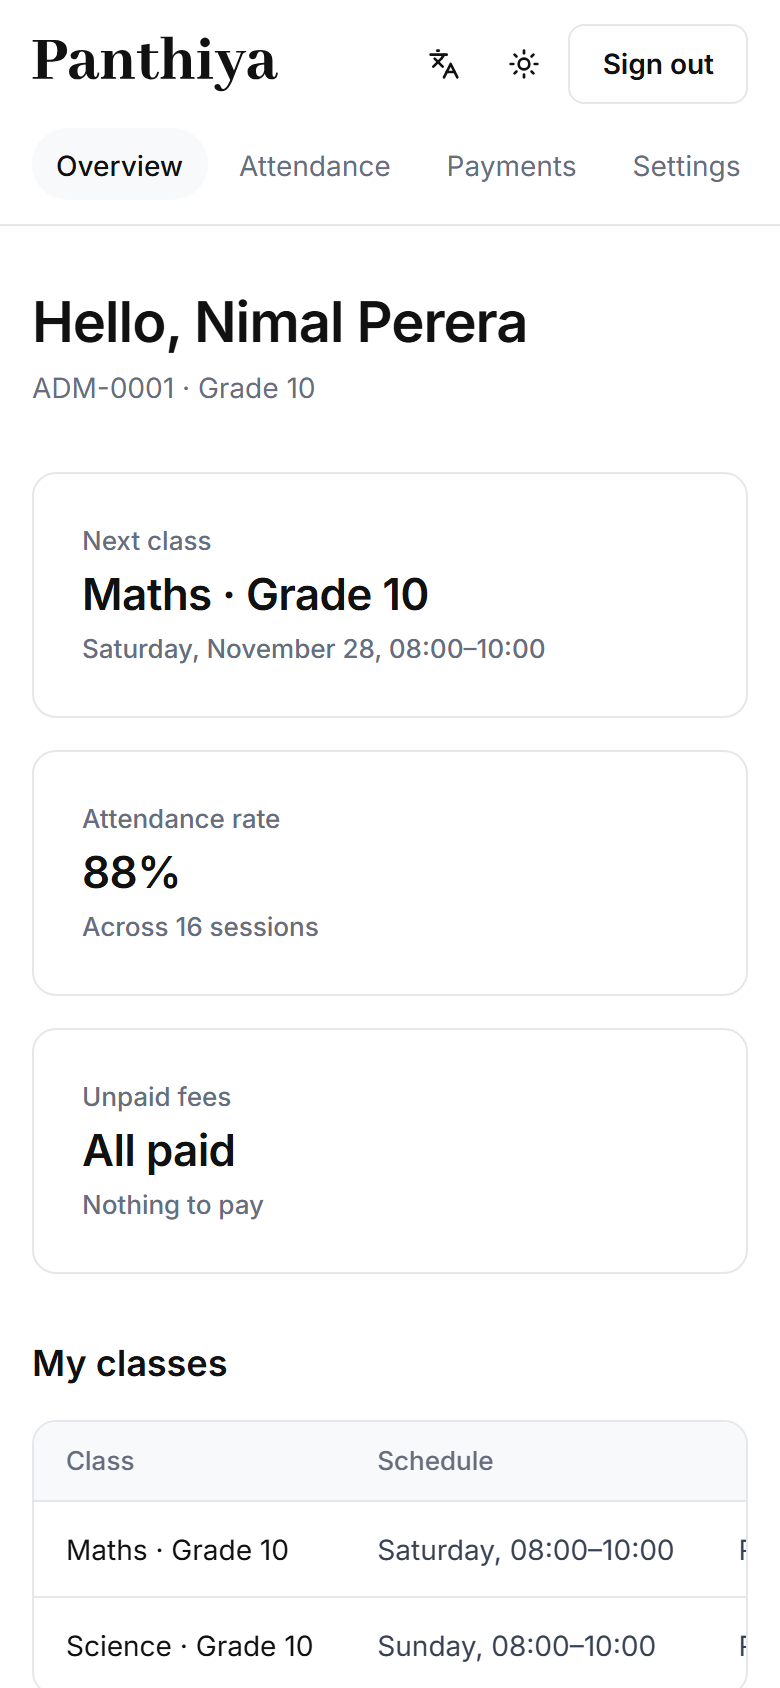 Panthiya
Sign out
Overview Attendance Payments Settings
Hello, Nimal Perera
ADM-0001 · Grade 10
Next class
Maths · Grade 10
Saturday, November 28, 08:00–10:00
Attendance rate
88%
Across 16 sessions
Unpaid fees
All paid
Nothing to pay
My classes
Class Schedule
Maths · Grade 10 Saturday, 08:00–10:00
Science · Grade 10 Sunday, 08:00–10:00